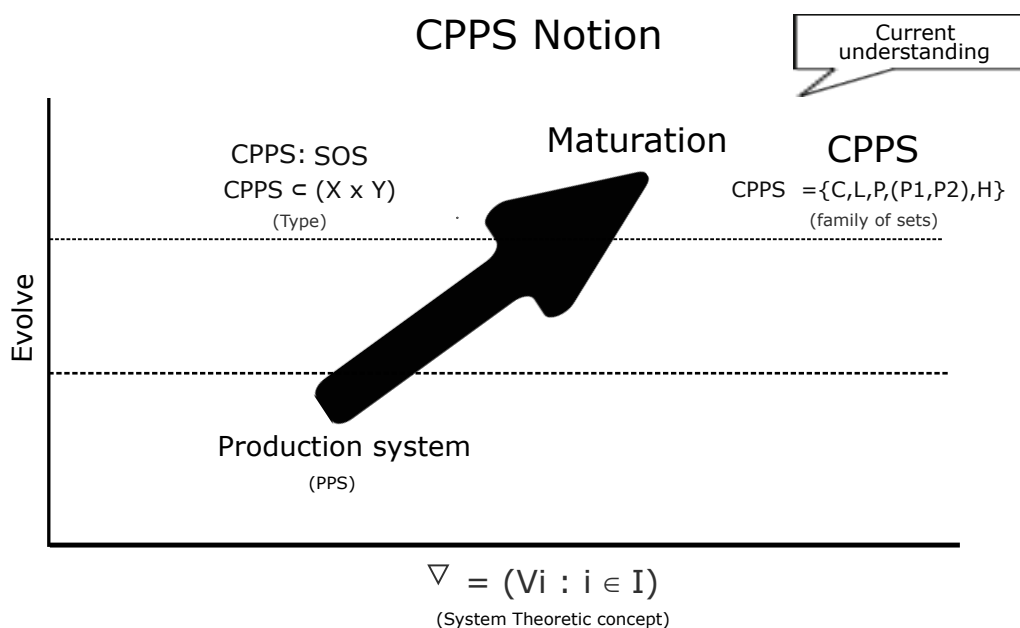 CPPS Notion
Current
understanding
CPPS: SOS
CPPS ⊂ (X x Y)
(Type)
Maturation
CPPS
CPPS ={C,L,P,(P1,P2),H}
(family of sets)
Evolve
Production system
(PPS)
▽ = (Vi : i ∈ I)
(System Theoretic concept)